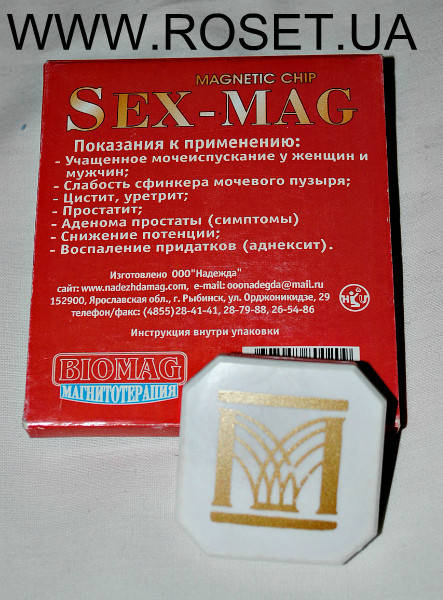 WWW.ROSET.UA
MAGNETIC CHIP
SEX-MAG
Показания к применению:
- Учащенное мочеиспускание у женщин и
мужчин;
- Слабость сфинкера мочевого пузыря;
- Цистит, уретрит;
- Простатит;
- Аденома простаты (симптомы)
- Снижение потенции;
- Воспаление придатков (аднексит).
Изготовлено ООО"Надежда"
сайт: www.nadezhdamag.com, e-mail: ooonadegda@mail.ru
152900, Ярославская обл., г. Рыбинск, ул. Орджоникидзе, 29
телефон/факс: (4855)28-41-41, 28-79-88, 26-54-86
Инструкция внутри упаковки
BIOMAG
МАГНИТОТЕРАПИЯ